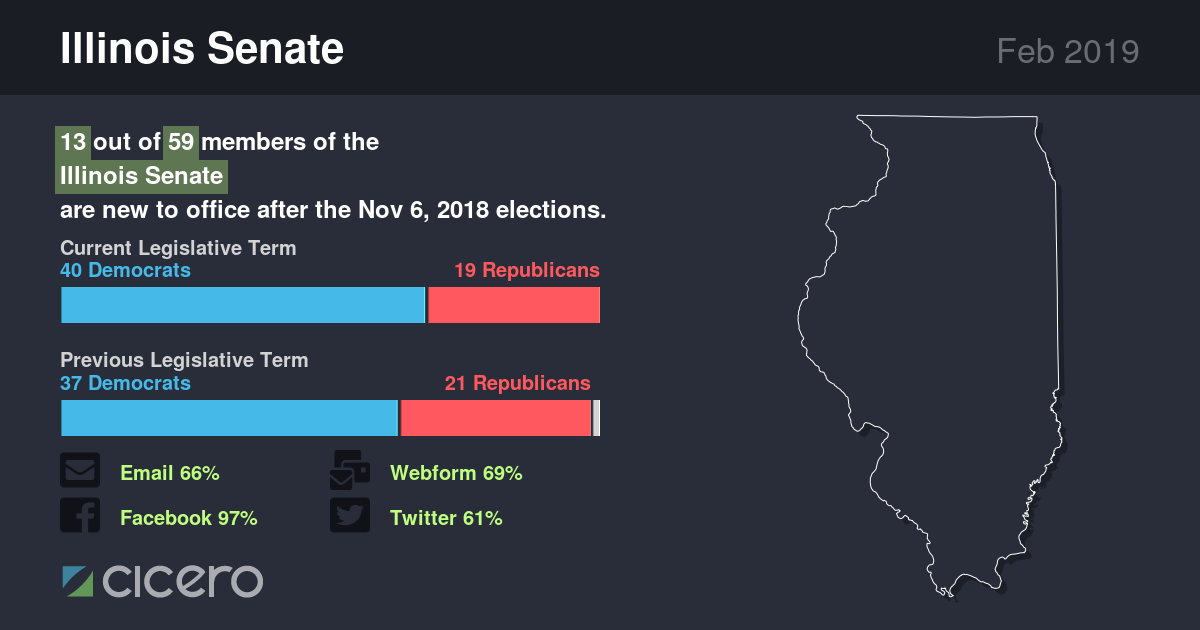 Illinois Senate
Feb 2019
13 out of 59 members of the
Illinois Senate
are new to office after the Nov 6, 2018 elections.
Current Legislative Term
40 Democrats 19 Republicans
Previous Legislative Term
37 Democrats 21 Republicans
Email 66% Webform 69%
Facebook 97% Twitter 61%
cicero